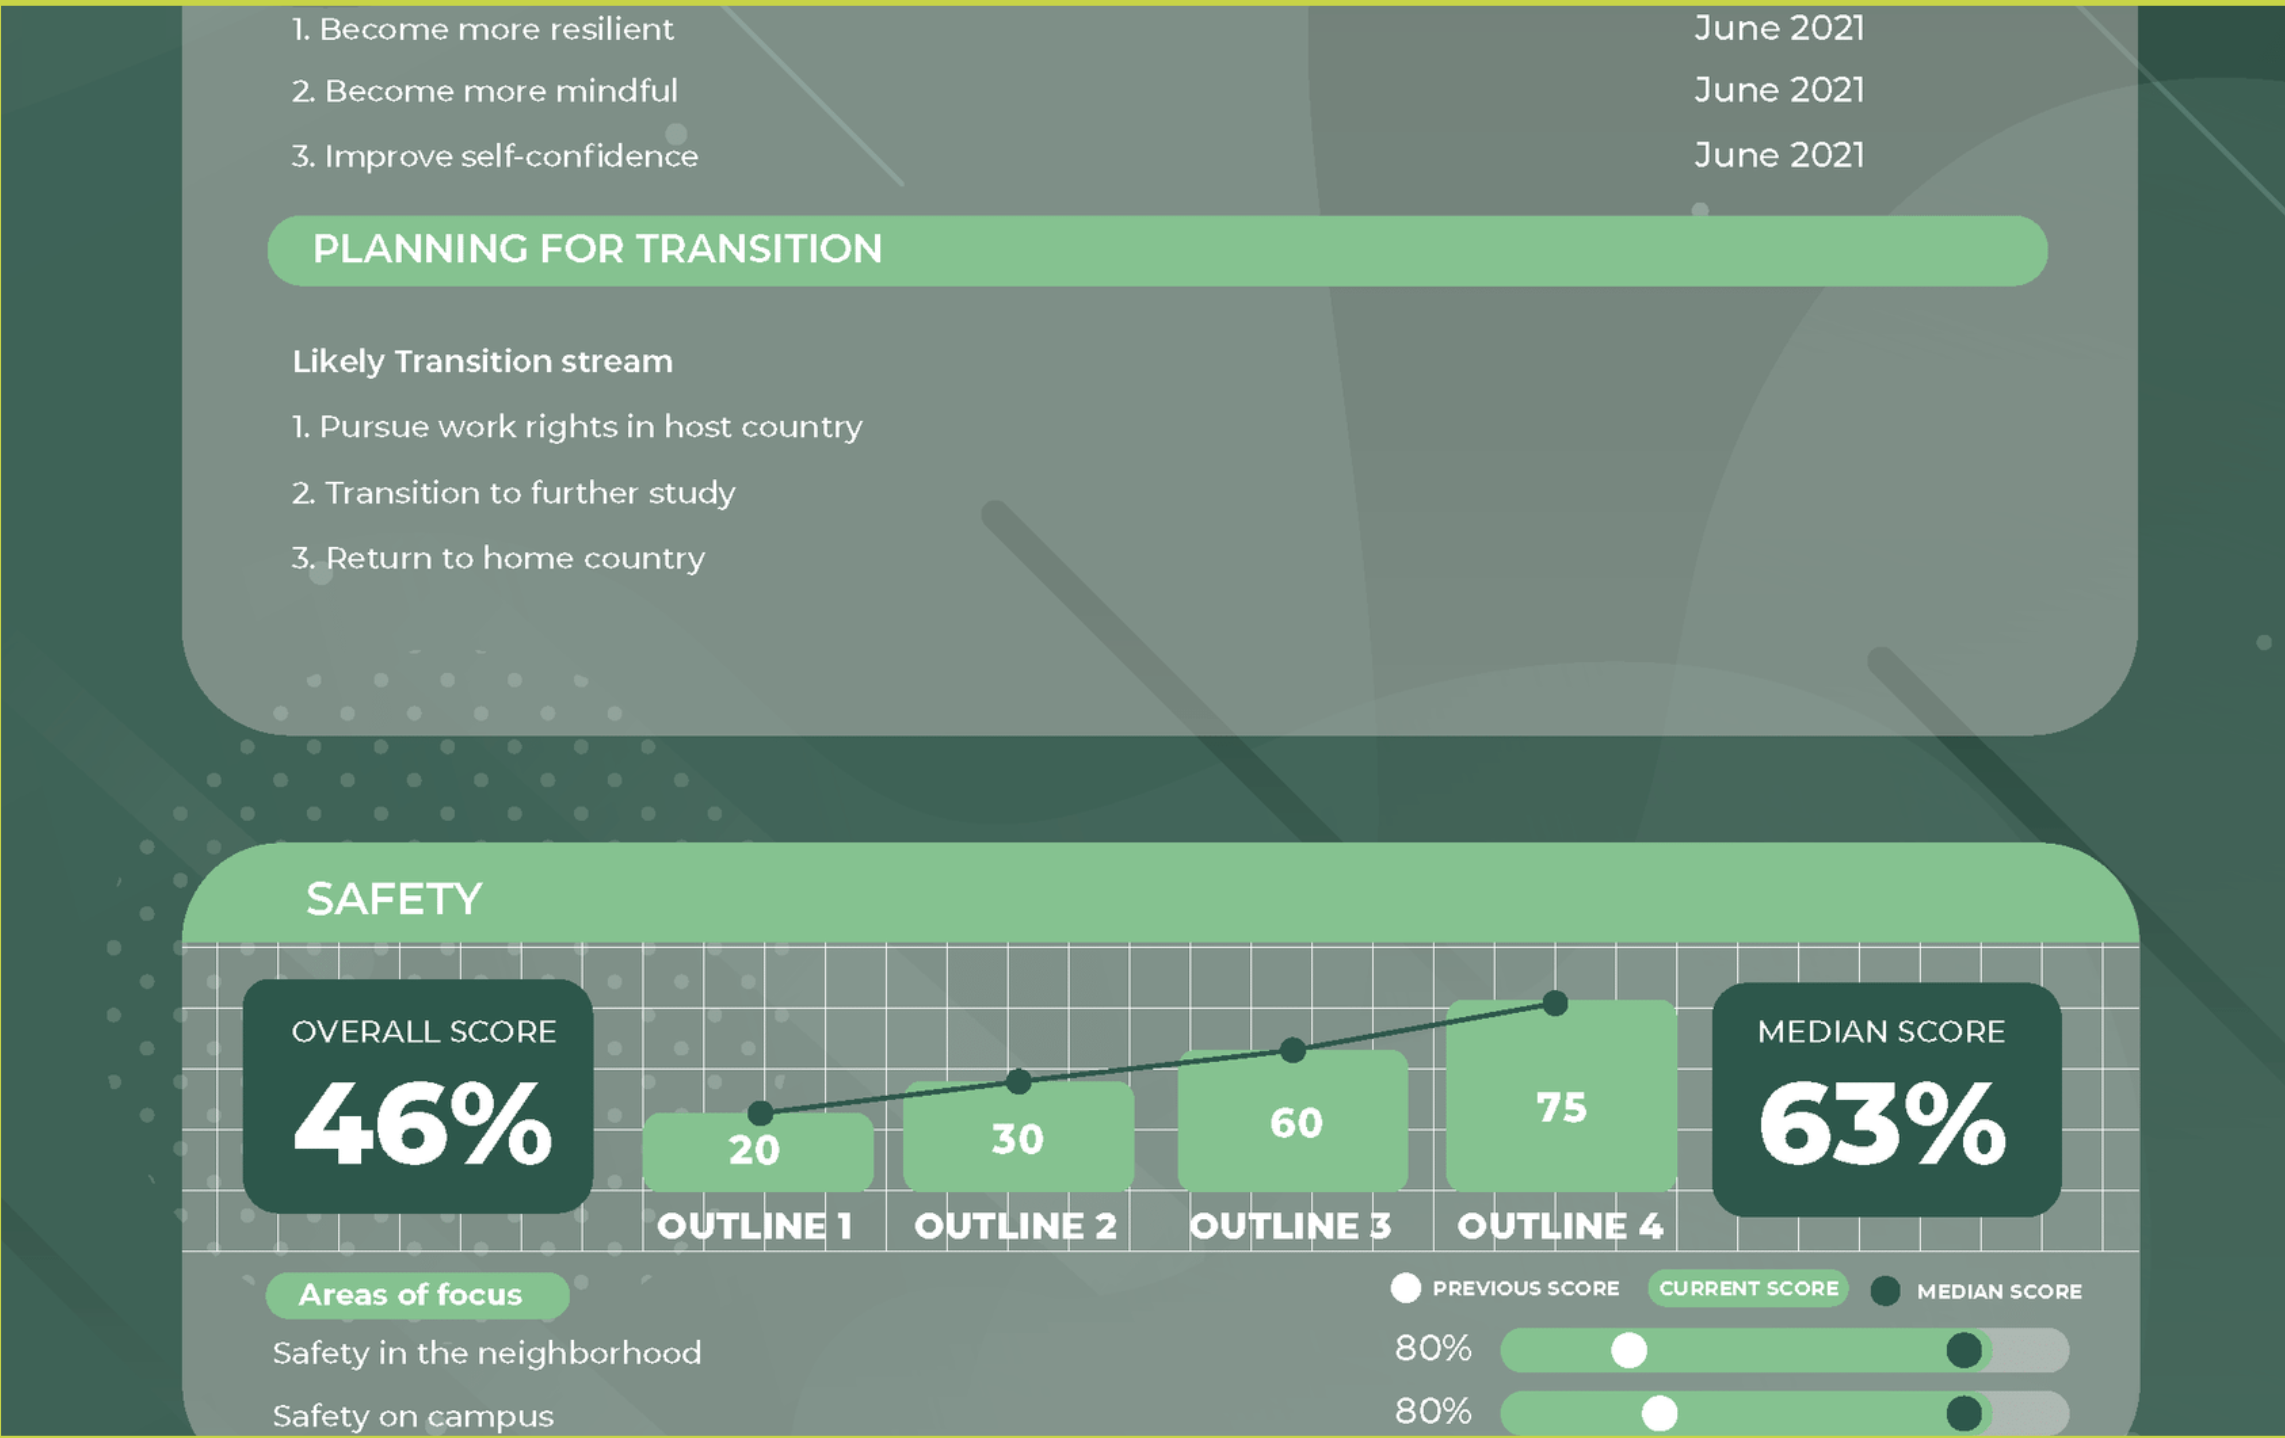 1. Become more resilient June 2021
2. Become more mindful June 2021
3. Improve self-confidence June 2021
PLANNING FOR TRANSITION
Likely Transition stream
1. Pursue work rights in host country
2. Transition to further study
3. Return to home country
SAFETY
OVERALL SCORE
46%
20
30
60
75
OUTLINE 1 OUTLINE 2 OUTLINE 3 OUTLINE 4
MEDIAN SCORE
63%
Areas of focus
PREVIOUS SCORE CURRENT SCORE MEDIAN SCORE
Safety in the neighborhood 80%
Safety on campus 80%